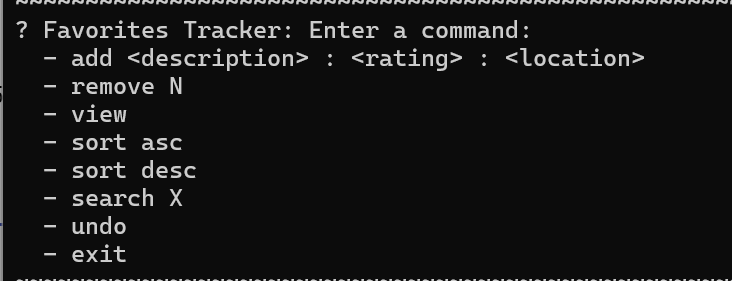 ? Favorites Tracker: Enter a command:
- add <description> : <rating> : <location>
- remove N
- view
- sort asc
- sort desc
- search X
- undo
- exit